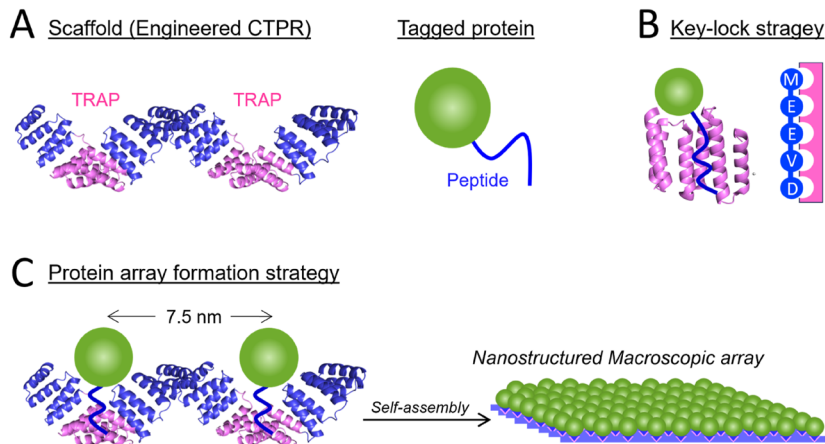 A Scaffold (Engineered CTPR)
Tagged protein
B Key-lock stragey
TRAP
TRAP
Peptide
M
E
E
V
D
C Protein array formation strategy
7.5 nm
Nanostructured Macroscopic array
Self-assembly